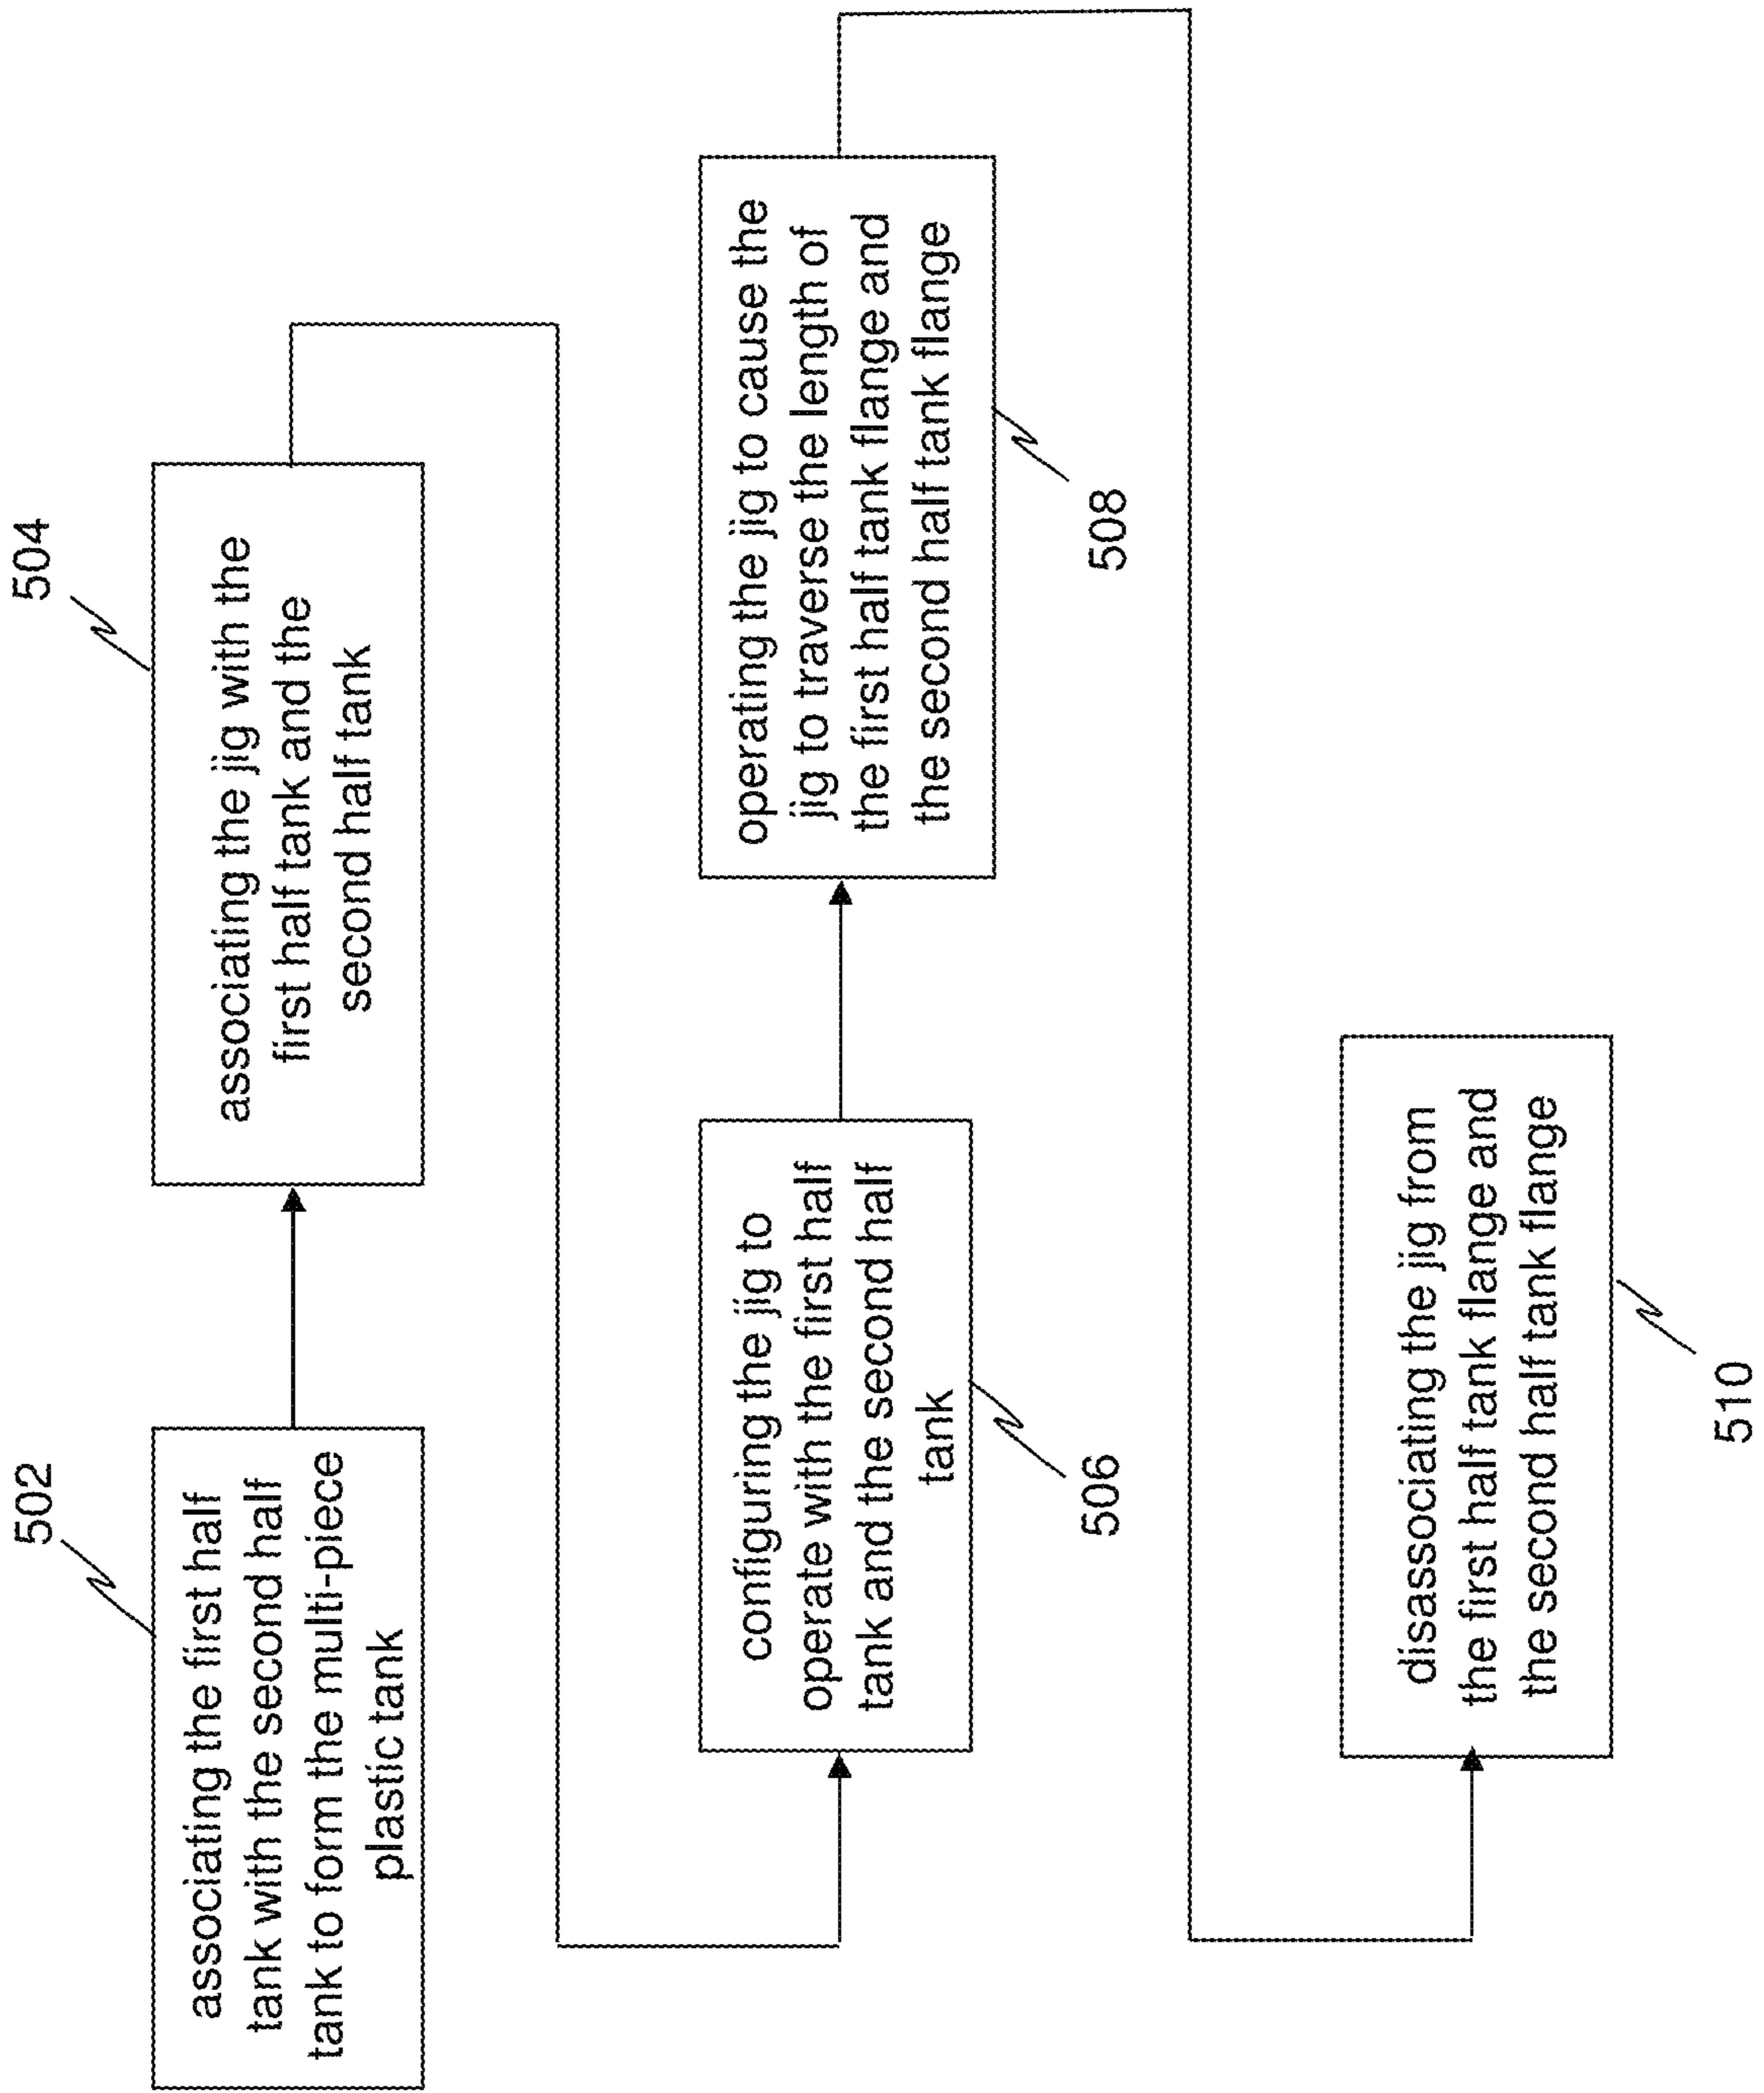 502
associating the first half
tank with the second half
tank to form the multi-piece
plastic tank
504
associating the jig with the
first half tank and the
second half tank
configuring the jig to
operate with the first half
tank and the second half
tank
506
operating the jig to cause the
jig to traverse the length of
the first half tank flange and
the second half tank flange
508
disassociating the jig from
the first half tank flange and
the second half tank flange
510